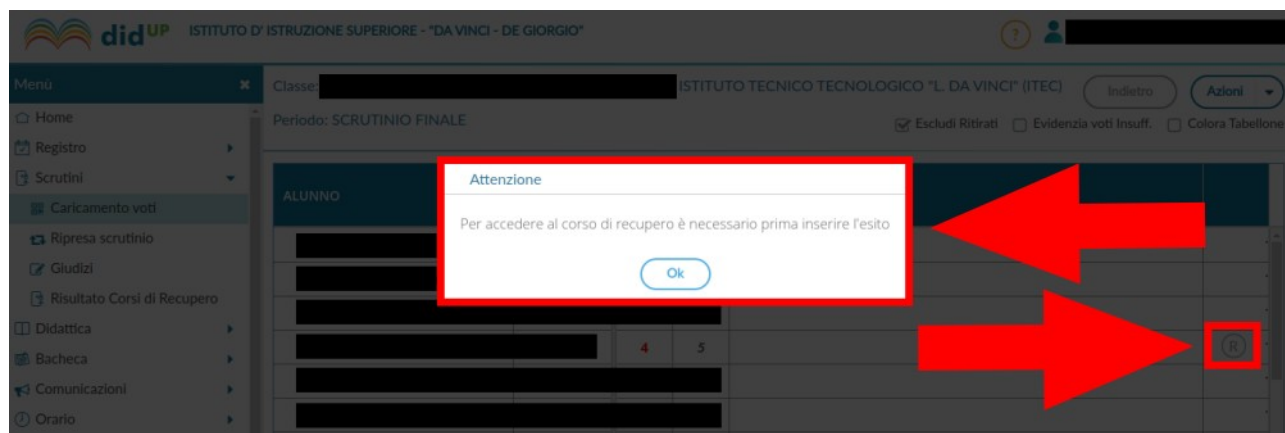 didUP ISTITUTO D' ISTRUZIONE SUPERIORE - "DA VINCI - DE GIORGIO" ?
Menù ×
Home
Registro
Scrutini
Caricamento voti
Ripresa scrutinio
Giudizi
Risultato Corsi di Recupero
Didattica
Bacheca
Comunicazioni
Orario
Classe: ISTITUTO TECNICO TECNOLOGICO "L. DA VINCI" (ITEC) Indietro Azioni
Periodo: SCRUTINIO FINALE Escludi Ritirati Evidenzia voti Insuff. Colora Tabellone
ALUNNO
Attenzione
Per accedere al corso di recupero è necessario prima inserire l'esito
Ok
4 5 R